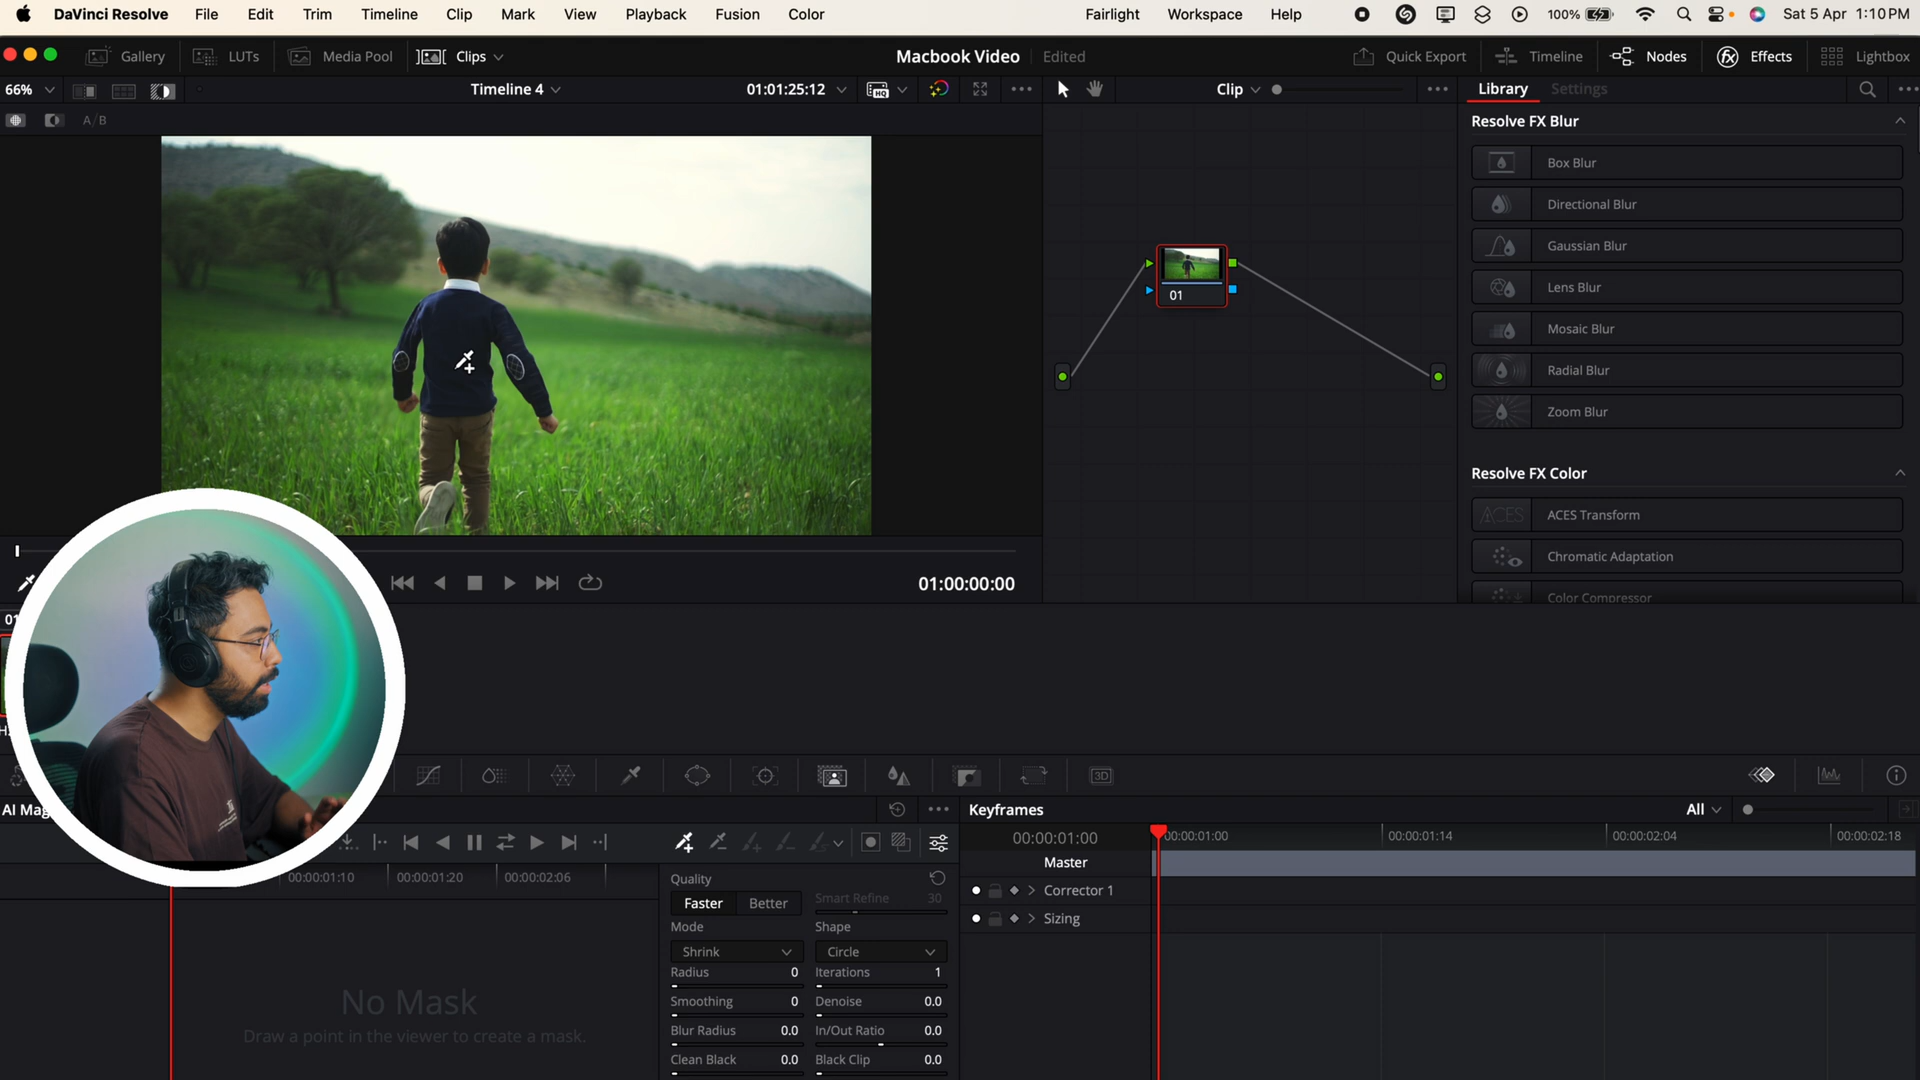 DaVinci Resolve File Edit Trim Timeline Clip Mark View Playback Fusion Color Fairlight Workspace Help 100% Sat 5 Apr 1:10 PM
Gallery LUTs Media Pool Clips Macbook Video Edited Quick Export Timeline Nodes Effects Lightbox
66% Timeline 4 01:01:25:12 HQ Clip Library Settings
A/B
Resolve FX Blur
Box Blur
Directional Blur
Gaussian Blur
Lens Blur
Mosaic Blur
Radial Blur
Zoom Blur
01
Resolve FX Color
ACES ACES Transform
Chromatic Adaptation
Color Compressor
01:00:00:00
3D
AI Mag
Keyframes All
00:00:01:00 00:00:01:00 00:00:01:14 00:00:02:04 00:00:02:18
Master
00:00:01:10 00:00:01:20 00:00:02:06
Corrector 1
Sizing
Quality
Faster Better Smart Refine 30
Mode Shape
Shrink Circle
Radius 0 Iterations 1
Smoothing 0 Denoise 0.0
Blur Radius 0.0 In/Out Ratio 0.0
Clean Black 0.0 Black Clip 0.0
No Mask
Draw a point in the viewer to create a mask.